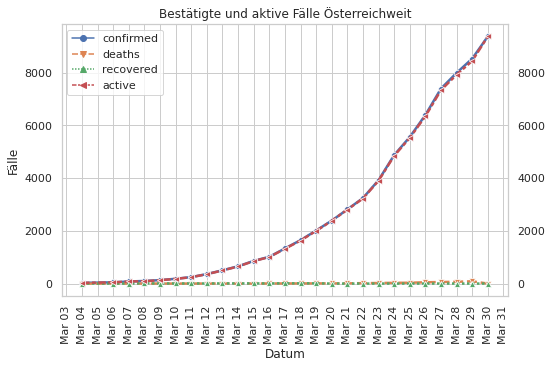 Bestätigte und aktive Fälle Österreichweit
confirmed
deaths
recovered
active
8000
6000
4000
2000
0
8000
6000
4000
2000
0
Fälle
Mar 03
Mar 04
Mar 05
Mar 06
Mar 07
Mar 08
Mar 09
Mar 10
Mar 11
Mar 12
Mar 13
Mar 14
Mar 15
Mar 16
Mar 17
Mar 18
Mar 19
Mar 20
Mar 21
Mar 22
Mar 23
Mar 24
Mar 25
Mar 26
Mar 27
Mar 28
Mar 29
Mar 30
Mar 31
Datum